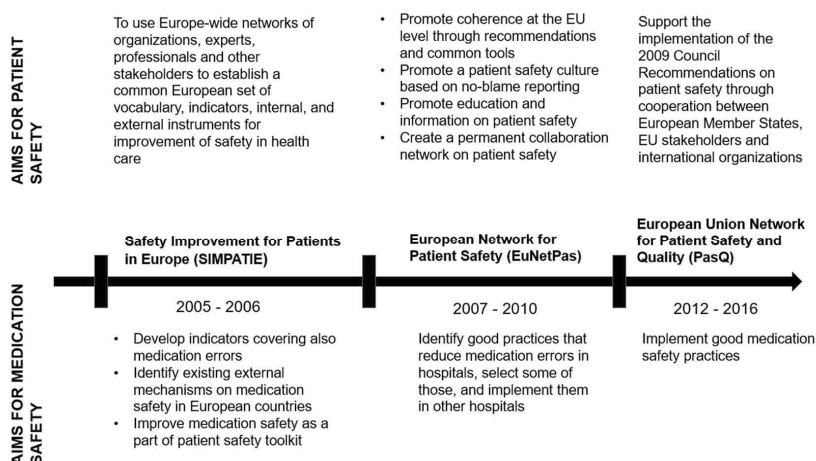 AIMS FOR PATIENT
SAFETY
To use Europe-wide networks of
organizations, experts,
professionals and other
stakeholders to establish a
common European set of
vocabulary, indicators, internal, and
external instruments for
improvement of safety in health
care
• Promote coherence at the EU
level through recommendations
and common tools
• Promote a patient safety culture
based on no-blame reporting
• Promote education and
information on patient safety
• Create a permanent collaboration
network on patient safety
Support the
implementation of the
2009 Council
Recommendations on
patient safety through
cooperation between
European Member States,
EU stakeholders and
international organizations
Safety Improvement for Patients
in Europe (SIMPATIE)
European Network for
Patient Safety (EuNetPas)
European Union Network
for Patient Safety and
Quality (PasQ)
2005 - 2006
2007 - 2010
2012 - 2016
AIMS FOR MEDICATION
SAFETY
• Develop indicators covering also
medication errors
• Identify existing external
mechanisms on medication
safety in European countries
• Improve medication safety as a
part of patient safety toolkit
Identify good practices that
reduce medication errors in
hospitals, select some of
those, and implement them
in other hospitals
Implement good medication
safety practices